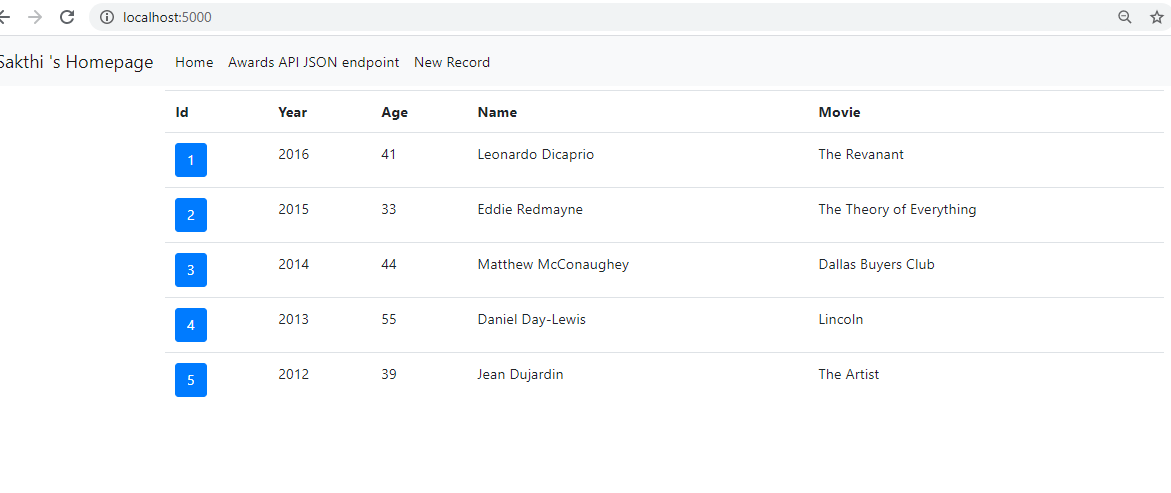 localhost:5000
Sakthi 's Homepage Home Awards API JSON endpoint New Record
Id Year Age Name Movie
1 2016 41 Leonardo Dicaprio The Revanant
2 2015 33 Eddie Redmayne The Theory of Everything
3 2014 44 Matthew McConaughey Dallas Buyers Club
4 2013 55 Daniel Day-Lewis Lincoln
5 2012 39 Jean Dujardin The Artist